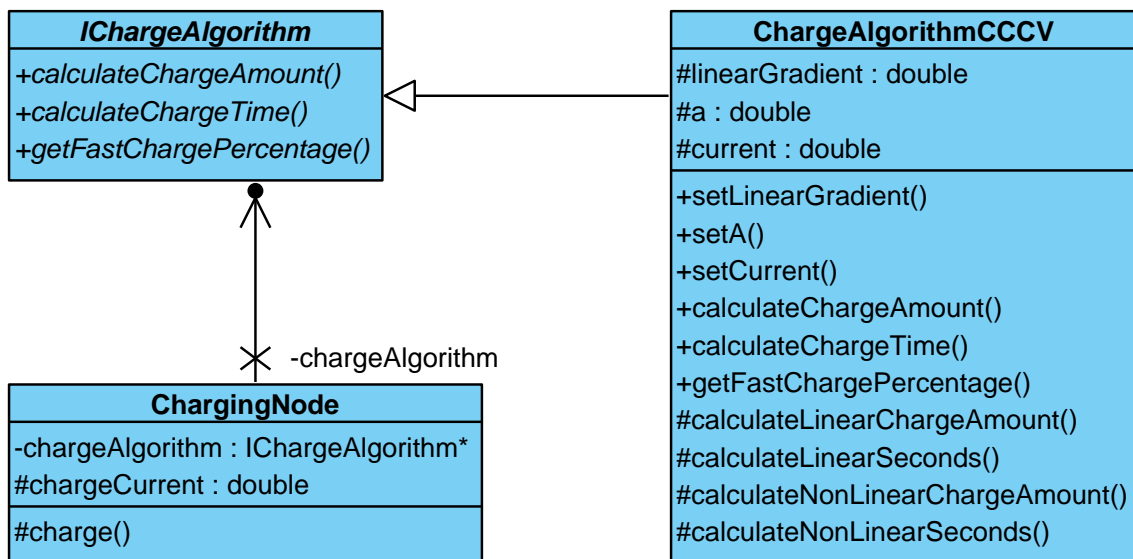 IChargeAlgorithm
+calculateChargeAmount()
+calculateChargeTime()
+getFastChargePercentage()
-chargeAlgorithm
ChargingNode
-chargeAlgorithm : IChargeAlgorithm*
#chargeCurrent : double
#charge()
ChargeAlgorithmCCCV
#linearGradient : double
#a : double
#current : double
+setLinearGradient()
+setA()
+setCurrent()
+calculateChargeAmount()
+calculateChargeTime()
+getFastChargePercentage()
#calculateLinearChargeAmount()
#calculateLinearSeconds()
#calculateNonLinearChargeAmount()
#calculateNonLinearSeconds()